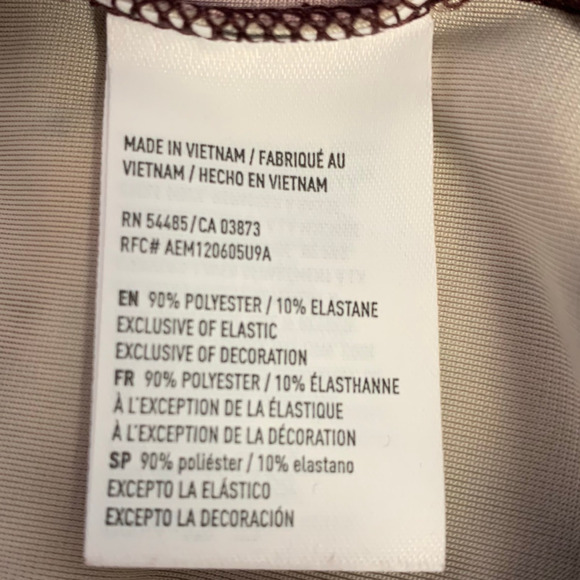 MADE IN VIETNAM / FABRIQUÉ AU
VIETNAM / HECHO EN VIETNAM
RN 54485/CA 03873
RFC# AEM120605U9A
EN 90% POLYESTER / 10% ELASTANE
EXCLUSIVE OF ELASTIC
EXCLUSIVE OF DECORATION
FR 90% POLYESTER / 10% ÉLASTHANNE
À L'EXCEPTION DE LA ÉLASTIQUE
À L'EXCEPTION DE LA DÉCORATION
SP 90% poliéster / 10% elastano
EXCEPTO LA ELÁSTICO
EXCEPTO LA DECORACIÓN